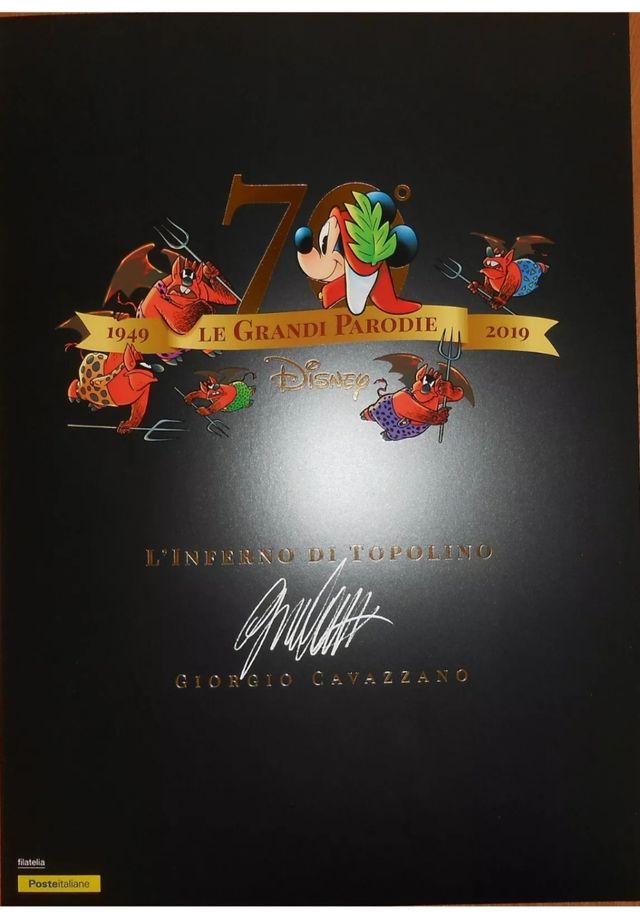 70°
1949 LE GRANDI PARODIE 2019
DISNEY
L'INFERNO DI TOPOLINO
GIORGIO CAVAZZANO
filatelia
Posteitaliane